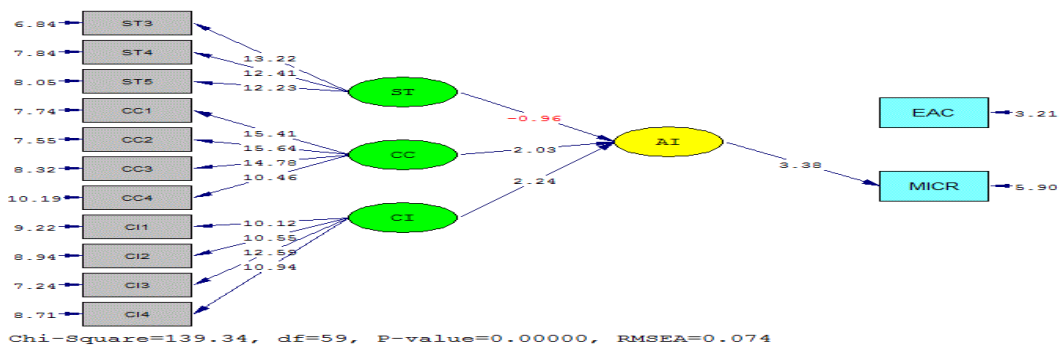 6.84 ST3
7.84 ST4
13.22
12.41
8.05 ST5
12.23
ST
7.74 CC1
-0.96
EAC 3.21
7.55 CC2
15.41
15.64
CC
2.03
AI
8.32 CC3
14.78
3.38
10.19 CC4
10.46
2.24
MICR 5.90
9.22 CI1
10.12
CI
8.94 CI2
10.55
7.24 CI3
12.59
10.94
8.71 CI4
Chi-Square=139.34, df=59, P-value=0.00000, RMSEA=0.074